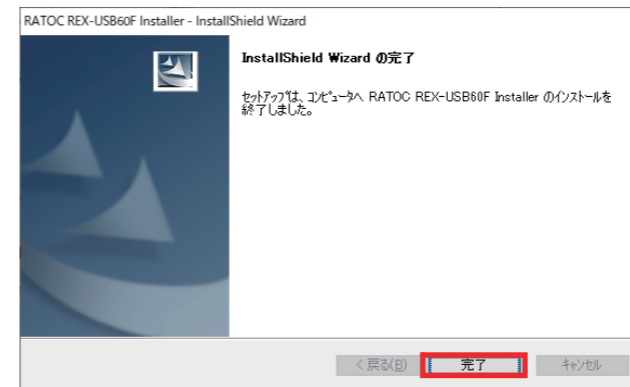 RATOC REX-USB60F Installer - InstallShield Wizard
InstallShield Wizard の完了
セットアップは、コンピュータへ RATOC REX-USB60F Installer のインストールを
終了しました。
< 戻る(B)
完了
キャンセル